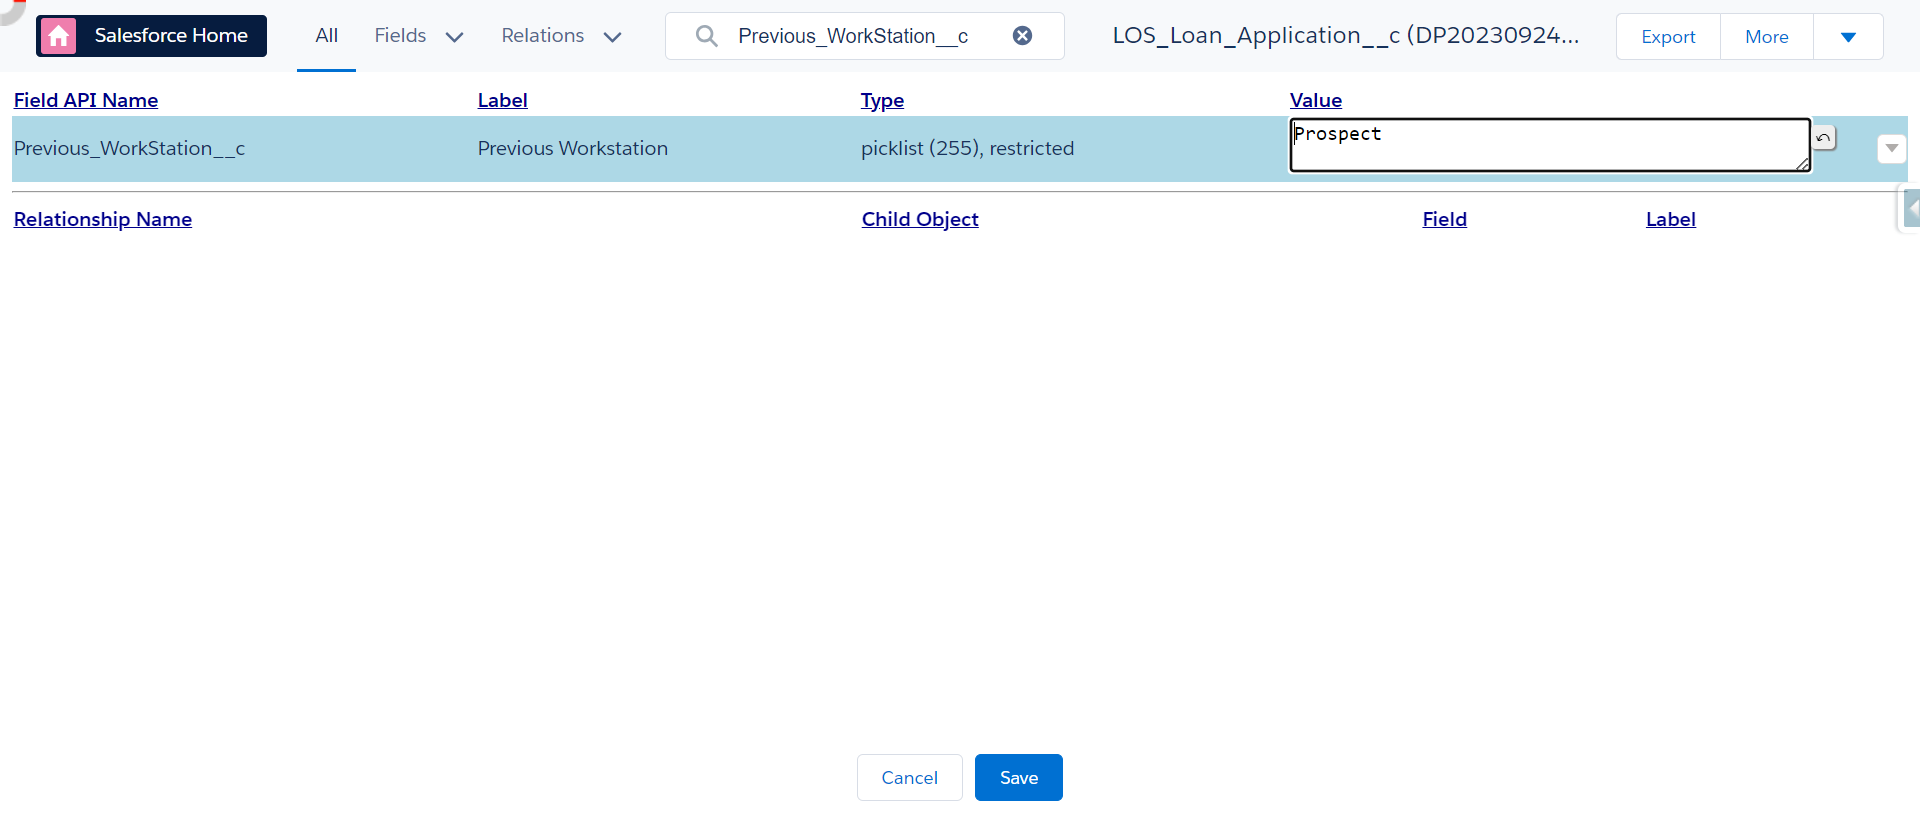 Salesforce Home All Fields Relations Previous_WorkStation__c LOS_Loan_Application__c (DP20230924... Export More
Field API Name Label Type Value
Previous_WorkStation__c Previous Workstation picklist (255), restricted Prospect
Relationship Name Child Object Field Label
Cancel Save